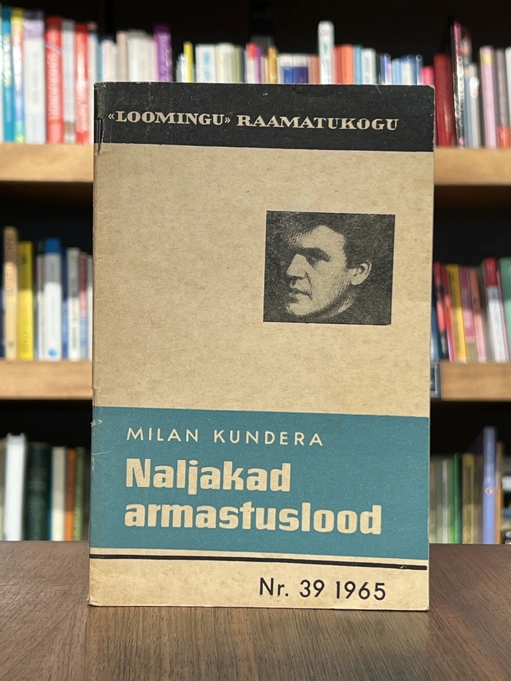 «LOOMINGU» RAAMATUKOGU
MILAN KUNDERA
Naljakad
armastuslood
Nr. 39 1965